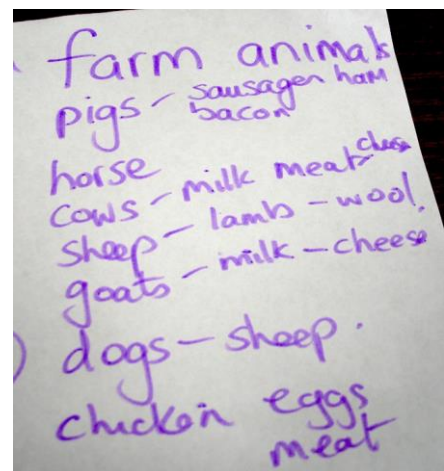 farm animals
pigs - sausages ham
bacon
horse
cows - milk meat cheese
sheep - lamb - wool.
goats - milk - cheese
dogs - sheep.
chicken eggs
meat